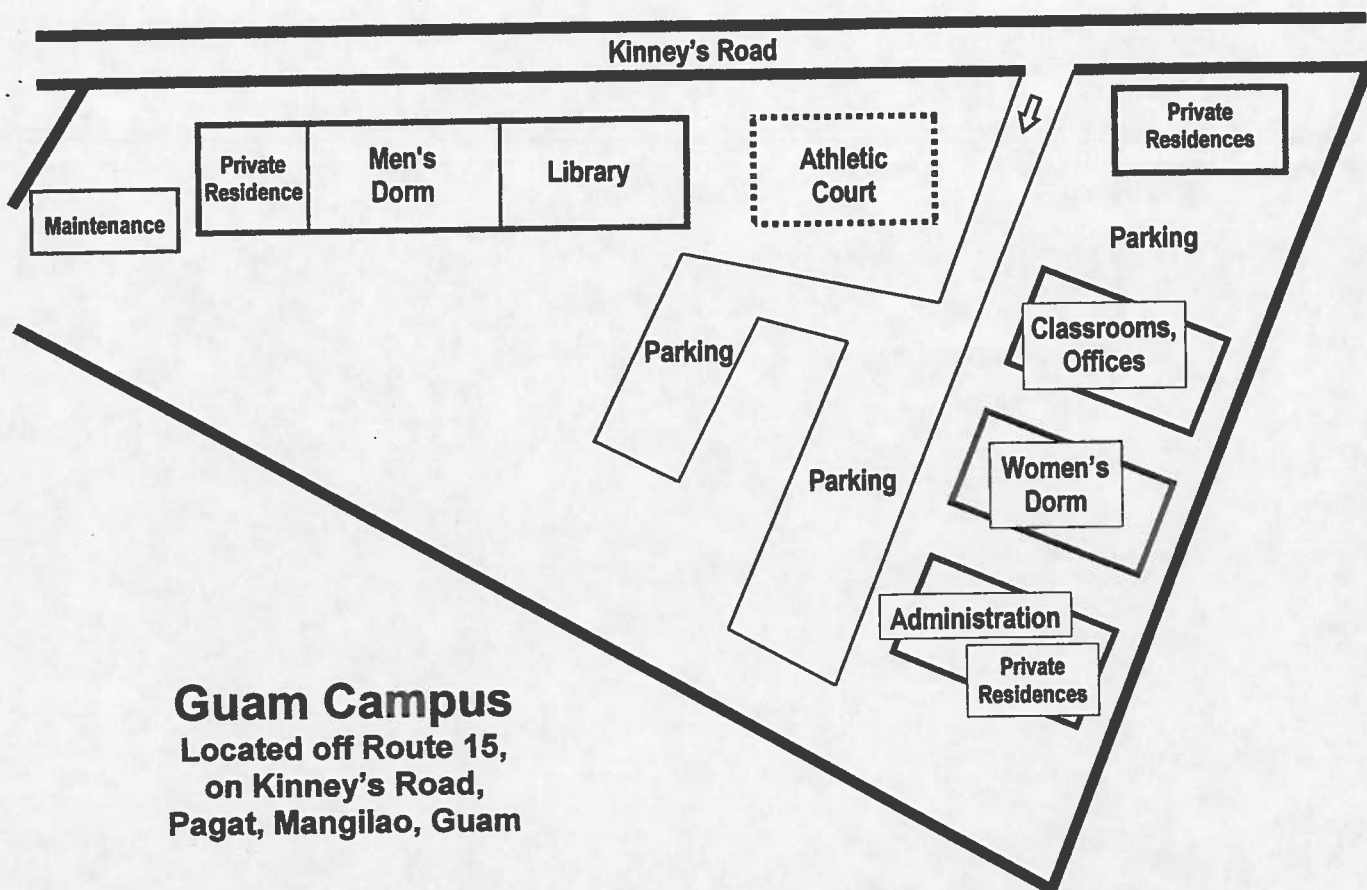 Kinney's Road
Private
Residences
Private
Residence
Men's
Dorm
Library
Athletic
Court
Maintenance
Parking
Classrooms,
Offices
Parking
Women's
Dorm
Parking
Administration
Private
Residences
Guam Campus
Located off Route 15,
on Kinney's Road,
Pagat, Mangilao, Guam